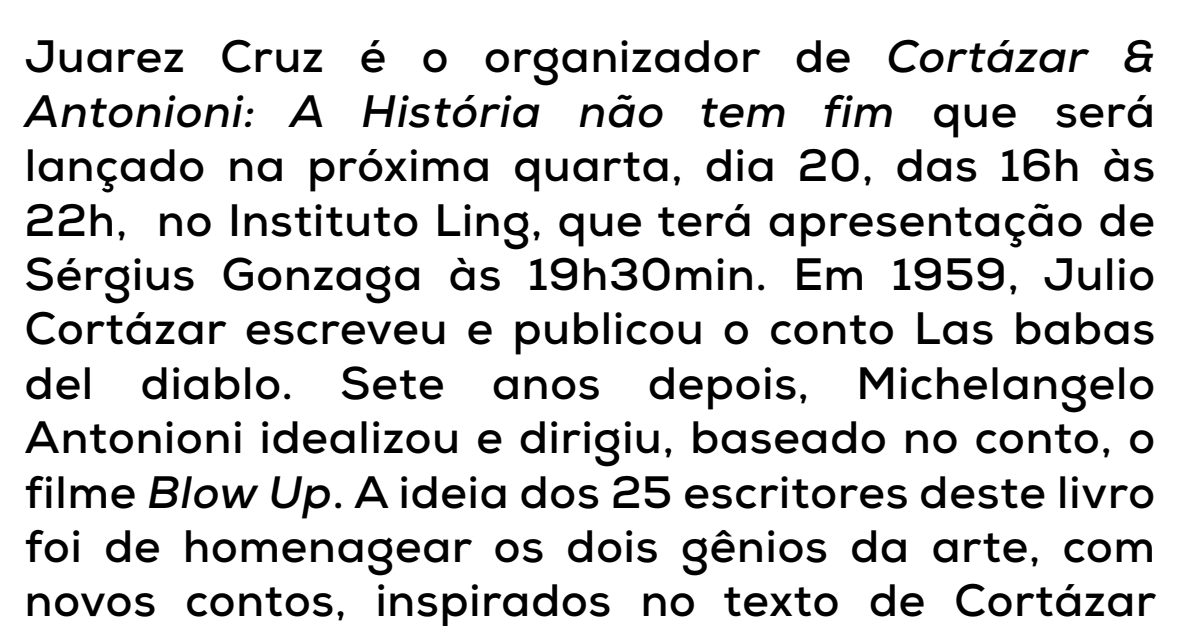 Juarez Cruz é o organizador de Cortázar &
Antonioni: A História não tem fim que será
lançado na próxima quarta, dia 20, das 16h às
22h, no Instituto Ling, que terá apresentação de
Sérgius Gonzaga às 19h30min. Em 1959, Julio
Cortázar escreveu e publicou o conto Las babas
del diablo. Sete anos depois, Michelangelo
Antonioni idealizou e dirigiu, baseado no conto, o
filme Blow Up. A ideia dos 25 escritores deste livro
foi de homenagear os dois gênios da arte, com
novos contos, inspirados no texto de Cortázar